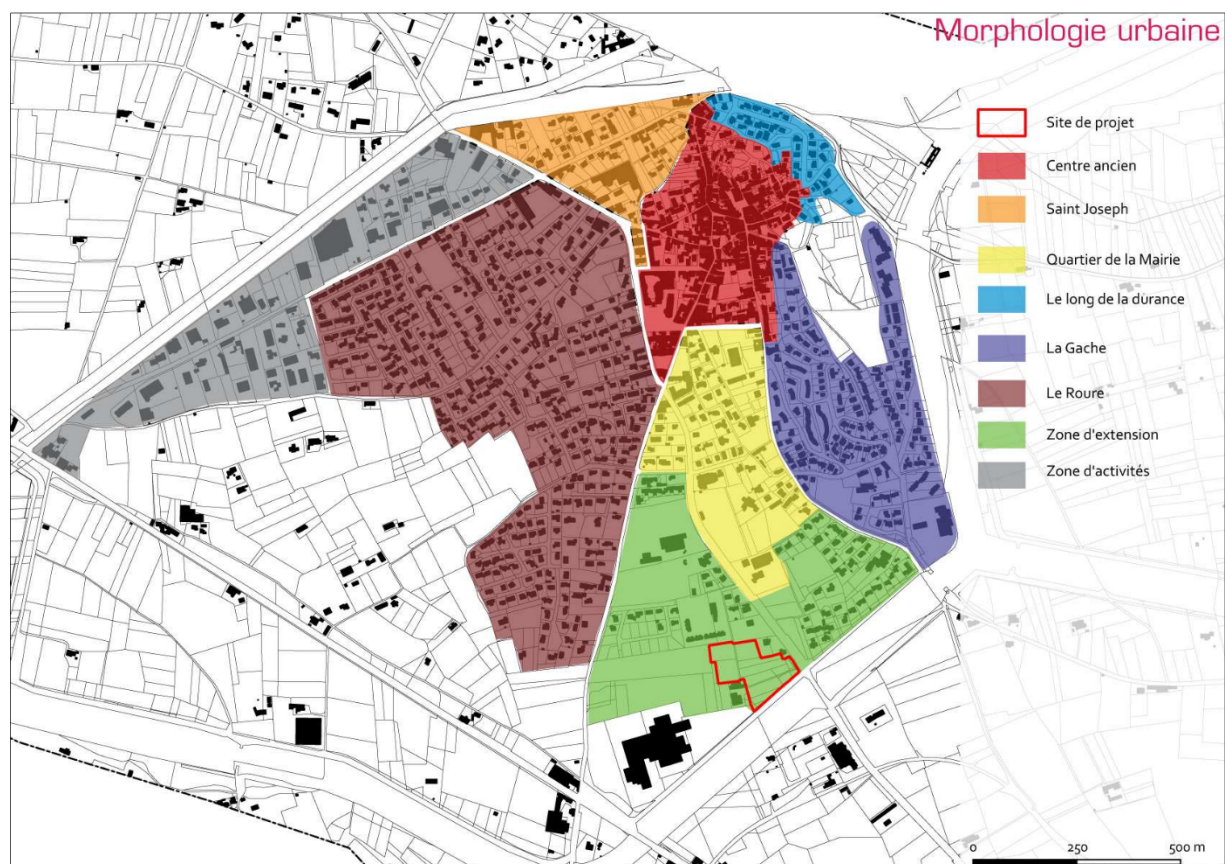 Morphologie urbaine
Site de projet
Centre ancien
Saint Joseph
Quartier de la Mairie
Le long de la durance
La Gache
Le Roure
Zone d'extension
Zone d'activités
0 250 500 m